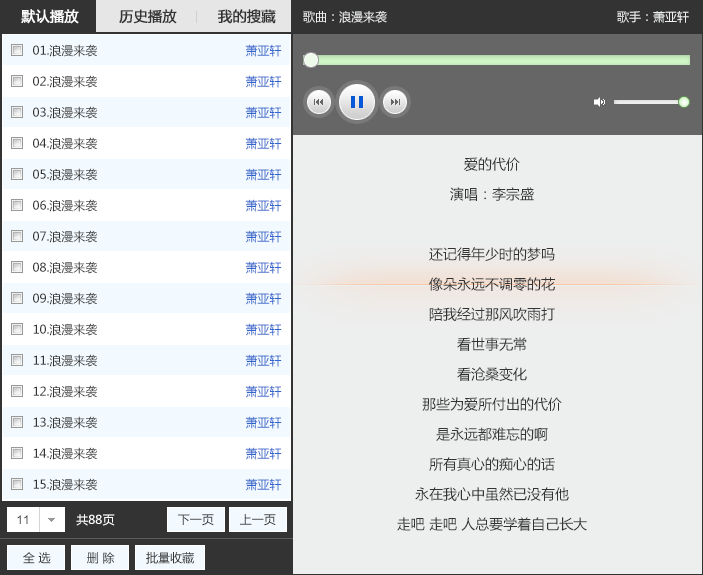 默认播放 历史播放 我的搜藏
01.浪漫来袭 萧亚轩
02.浪漫来袭 萧亚轩
03.浪漫来袭 萧亚轩
04.浪漫来袭 萧亚轩
05.浪漫来袭 萧亚轩
06.浪漫来袭 萧亚轩
07.浪漫来袭 萧亚轩
08.浪漫来袭 萧亚轩
09.浪漫来袭 萧亚轩
10.浪漫来袭 萧亚轩
11.浪漫来袭 萧亚轩
12.浪漫来袭 萧亚轩
13.浪漫来袭 萧亚轩
14.浪漫来袭 萧亚轩
15.浪漫来袭 萧亚轩
11 共88页 下一页 上一页
全 选 删 除 批量收藏
歌曲：浪漫来袭 歌手：萧亚轩
爱的代价
演唱：李宗盛
还记得年少时的梦吗
像朵永远不调零的花
陪我经过那风吹雨打
看世事无常
看沧桑变化
那些为爱所付出的代价
是永远都难忘的啊
所有真心的痴心的话
永在我心中虽然已没有他
走吧 走吧 人总要学着自己长大